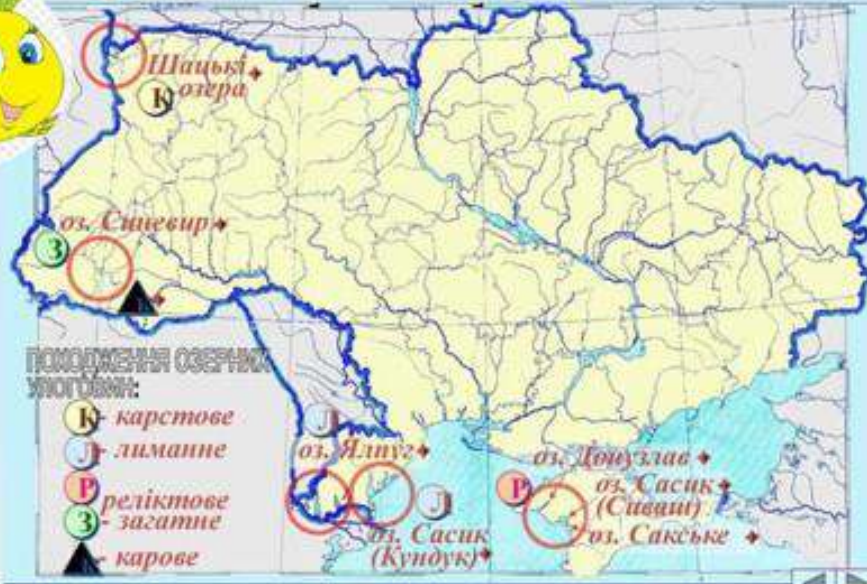 Шацькі
озера
К
оз. Синевир
З
ПОХОДЖЕННЯ ОЗЕРНИХ
УЛОГОВИН:
К - карстове
Л - лиманне
Р реліктове
З - загатне
- карове
Л
оз. Ялпуг
Л
оз. Сасик
(Кундук)
Р
оз. Донузлав
оз. Сасик
(Сиваш)
оз. Сакське